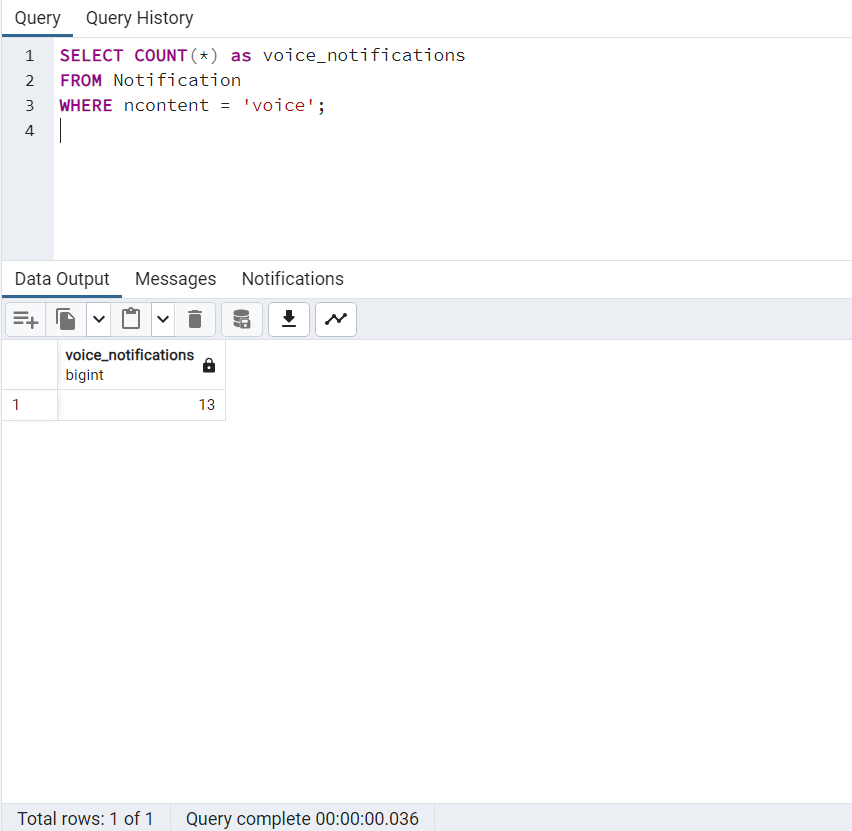 Query Query History
1 SELECT COUNT(*) as voice_notifications
2 FROM Notification
3 WHERE ncontent = 'voice';
4
Data Output Messages Notifications
voice_notifications
bigint
1 13
Total rows: 1 of 1 Query complete 00:00:00.036